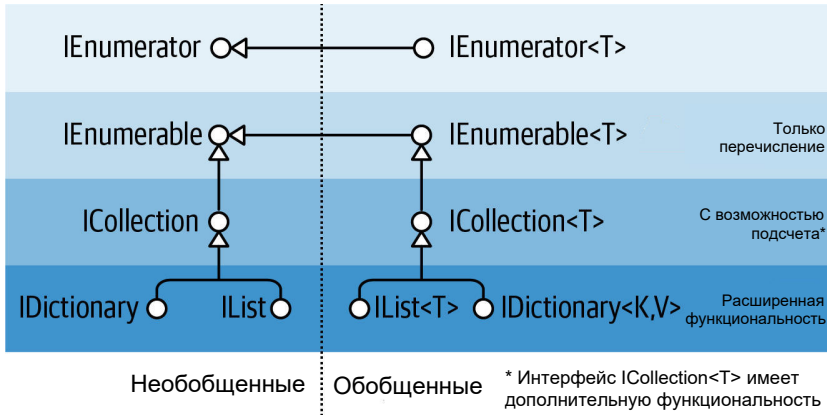 IEnumerator IEnumerator<T>
IEnumerable IEnumerable<T> Только
перечисление
ICollection ICollection<T> С возможностью
подсчета*
IDictionary IList IList<T> IDictionary<K,V> Расширенная
функциональность
Необобщенные Обобщенные * Интерфейс ICollection<T> имеет
дополнительную функциональность